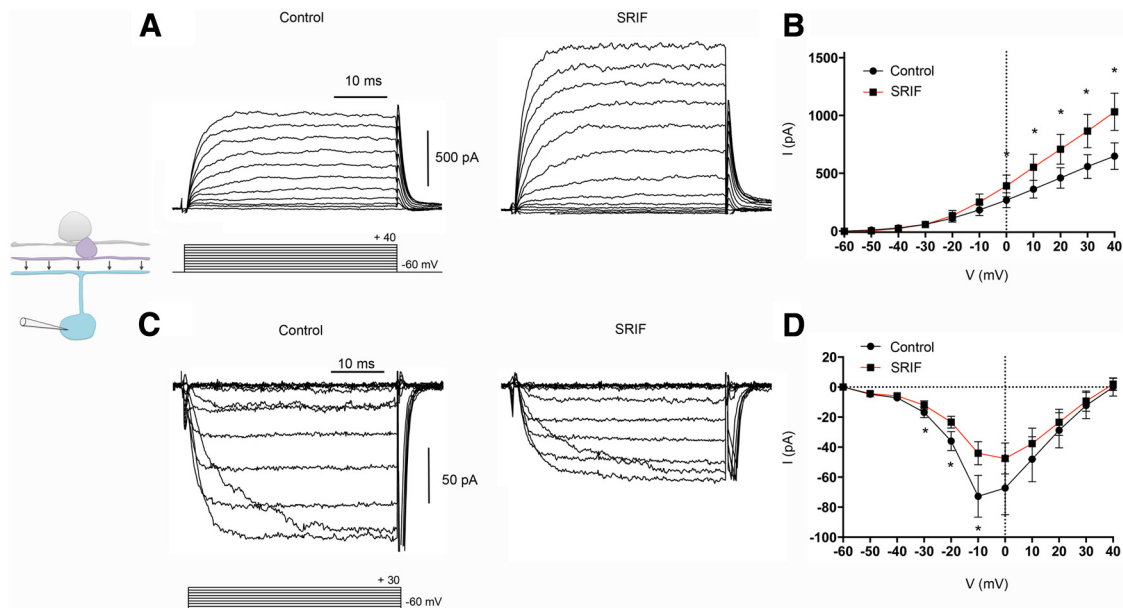 A
Control
SRIF
10 ms
500 pA
+ 40
-60 mV
B
1500
1000
500
0
I (pA)
Control
SRIF
*
*
*
*
*
-60 -50 -40 -30 -20 -10 0 10 20 30 40
V (mV)
C
Control
SRIF
10 ms
50 pA
+ 30
-60 mV
D
20
0
-20
-40
-60
-80
-100
I (pA)
Control
SRIF
*
*
*
-60 -50 -40 -30 -20 -10 0 10 20 30 40
V (mV)